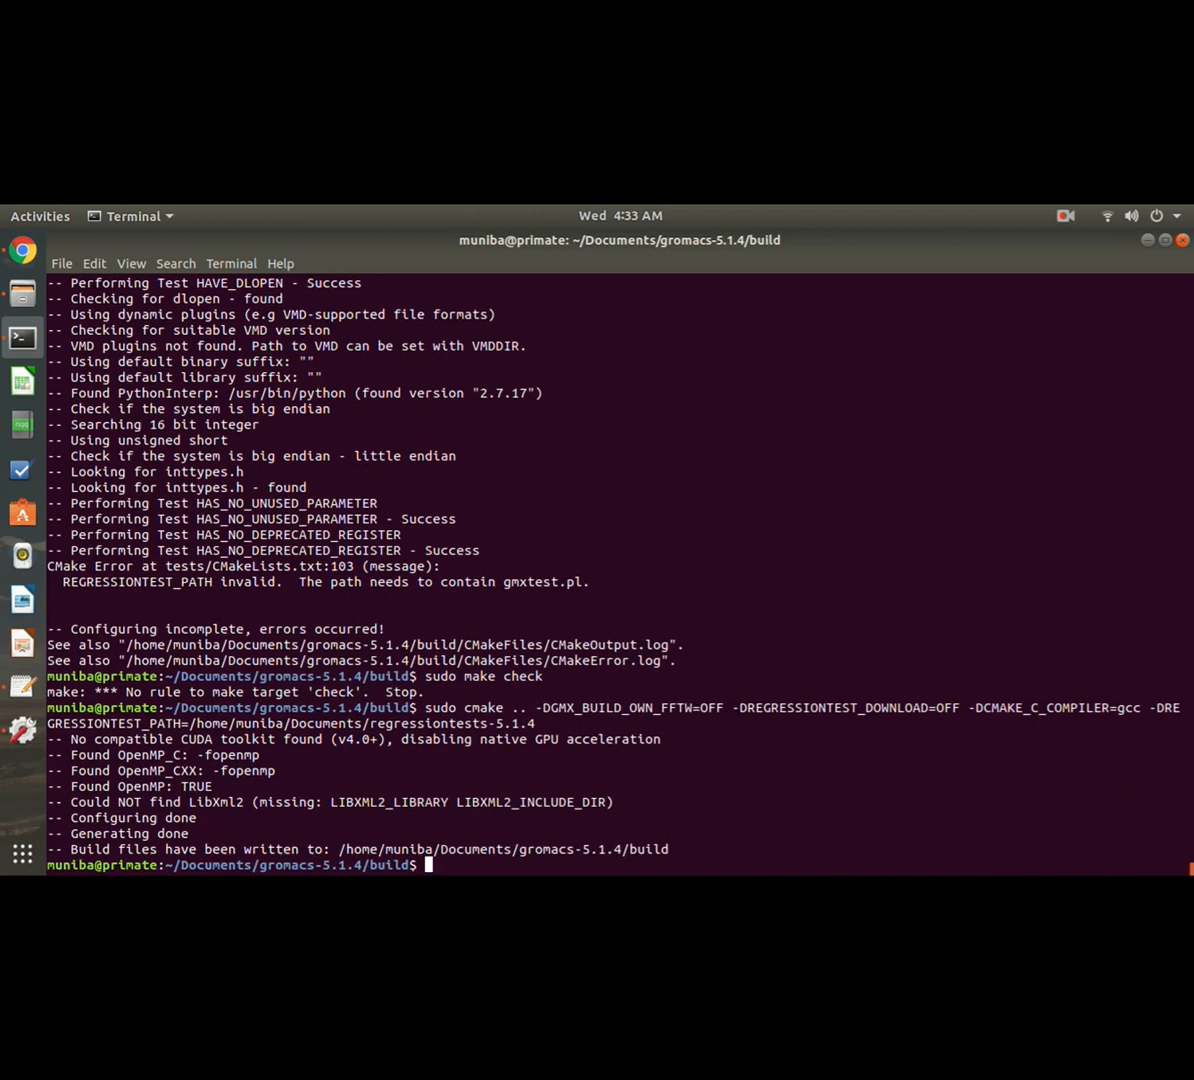 Activities Terminal Wed 4:33 AM
muniba@primate: ~/Documents/gromacs-5.1.4/build
File Edit View Search Terminal Help
-- Performing Test HAVE_DLOPEN - Success
-- Checking for dlopen - found
-- Using dynamic plugins (e.g VMD-supported file formats)
-- Checking for suitable VMD version
-- VMD plugins not found. Path to VMD can be set with VMDDIR.
-- Using default binary suffix: ""
-- Using default library suffix: ""
-- Found PythonInterp: /usr/bin/python (found version "2.7.17")
-- Check if the system is big endian
-- Searching 16 bit integer
-- Using unsigned short
-- Check if the system is big endian - little endian
-- Looking for inttypes.h
-- Looking for inttypes.h - found
-- Performing Test HAS_NO_UNUSED_PARAMETER
-- Performing Test HAS_NO_UNUSED_PARAMETER - Success
-- Performing Test HAS_NO_DEPRECATED_REGISTER
-- Performing Test HAS_NO_DEPRECATED_REGISTER - Success
CMake Error at tests/CMakeLists.txt:103 (message):
  REGRESSIONTEST_PATH invalid.  The path needs to contain gmxtest.pl.
-- Configuring incomplete, errors occurred!
See also "/home/muniba/Documents/gromacs-5.1.4/build/CMakeFiles/CMakeOutput.log".
See also "/home/muniba/Documents/gromacs-5.1.4/build/CMakeFiles/CMakeError.log".
muniba@primate:~/Documents/gromacs-5.1.4/build$ sudo make check
make: *** No rule to make target 'check'.  Stop.
muniba@primate:~/Documents/gromacs-5.1.4/build$ sudo cmake .. -DGMX_BUILD_OWN_FFTW=OFF -DREGRESSIONTEST_DOWNLOAD=OFF -DCMAKE_C_COMPILER=gcc -DRE
GRESSIONTEST_PATH=/home/muniba/Documents/regressiontests-5.1.4
-- No compatible CUDA toolkit found (v4.0+), disabling native GPU acceleration
-- Found OpenMP_C: -fopenmp
-- Found OpenMP_CXX: -fopenmp
-- Found OpenMP: TRUE
-- Could NOT find LibXml2 (missing: LIBXML2_LIBRARY LIBXML2_INCLUDE_DIR)
-- Configuring done
-- Generating done
-- Build files have been written to: /home/muniba/Documents/gromacs-5.1.4/build
muniba@primate:~/Documents/gromacs-5.1.4/build$